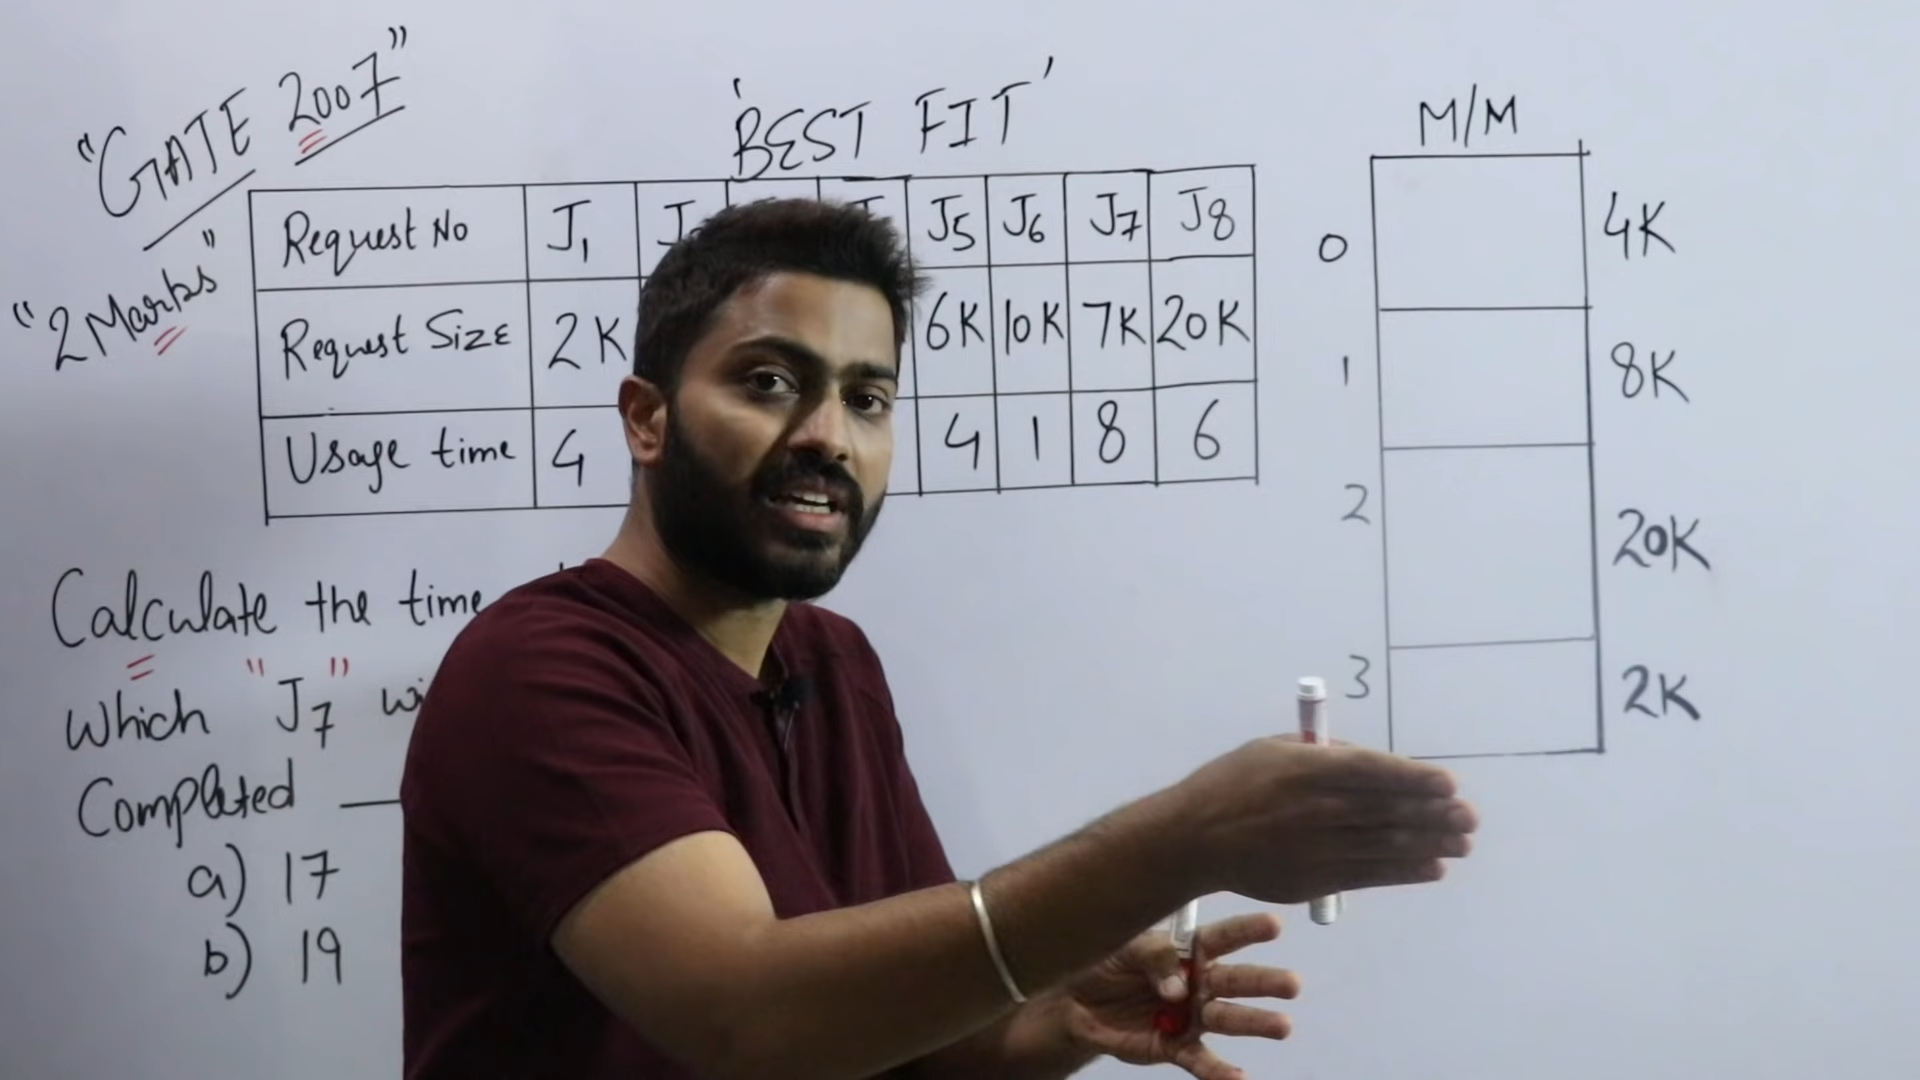 "GATE 2007"
'BEST FIT'
M/M
"2 Marks"
Request No J1 J5 J6 J7 J8
Request Size 2K 6K 10K 7K 20K
Usage time 4 4 1 8 6
0 4K
1 8K
2 20K
3 2K
Calculate the time
Which "J7"
Completed
a) 17
b) 19